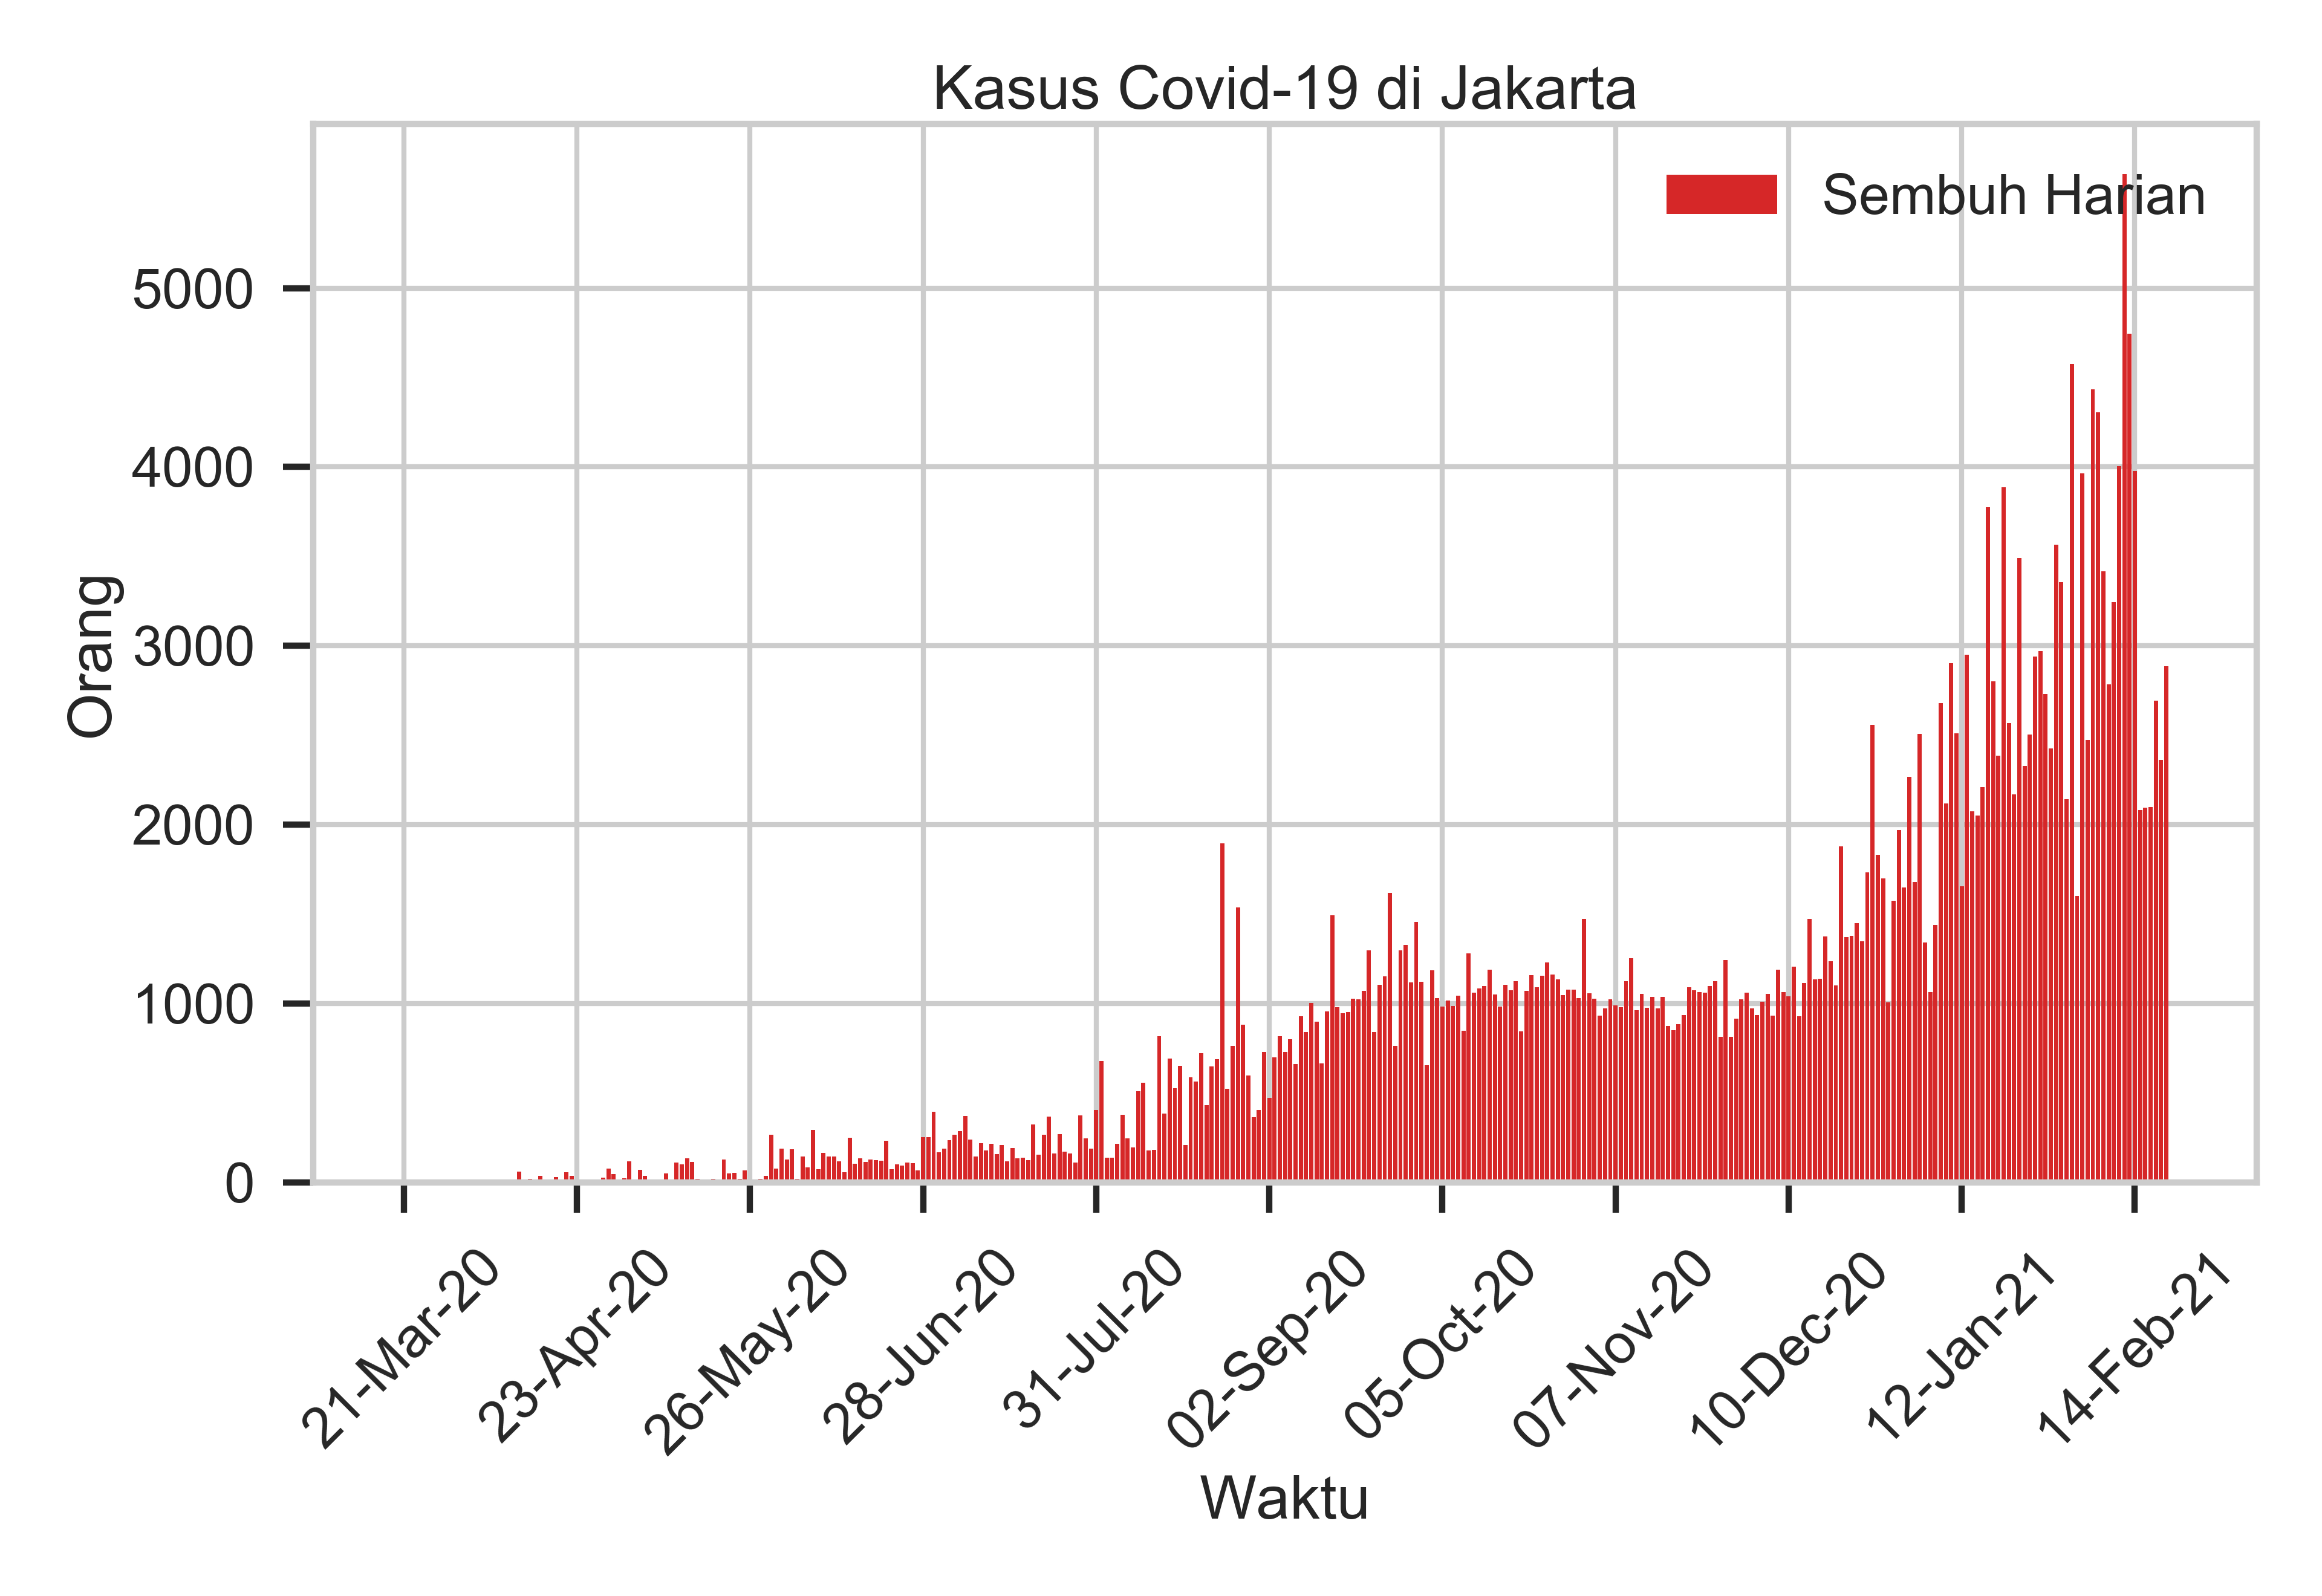 Kasus Covid-19 di Jakarta
Sembuh Harian
Orang
5000
4000
3000
2000
1000
0
21-Mar-20
23-Apr-20
26-May-20
28-Jun-20
31-Jul-20
02-Sep-20
05-Oct-20
07-Nov-20
10-Dec-20
12-Jan-21
14-Feb-21
Waktu